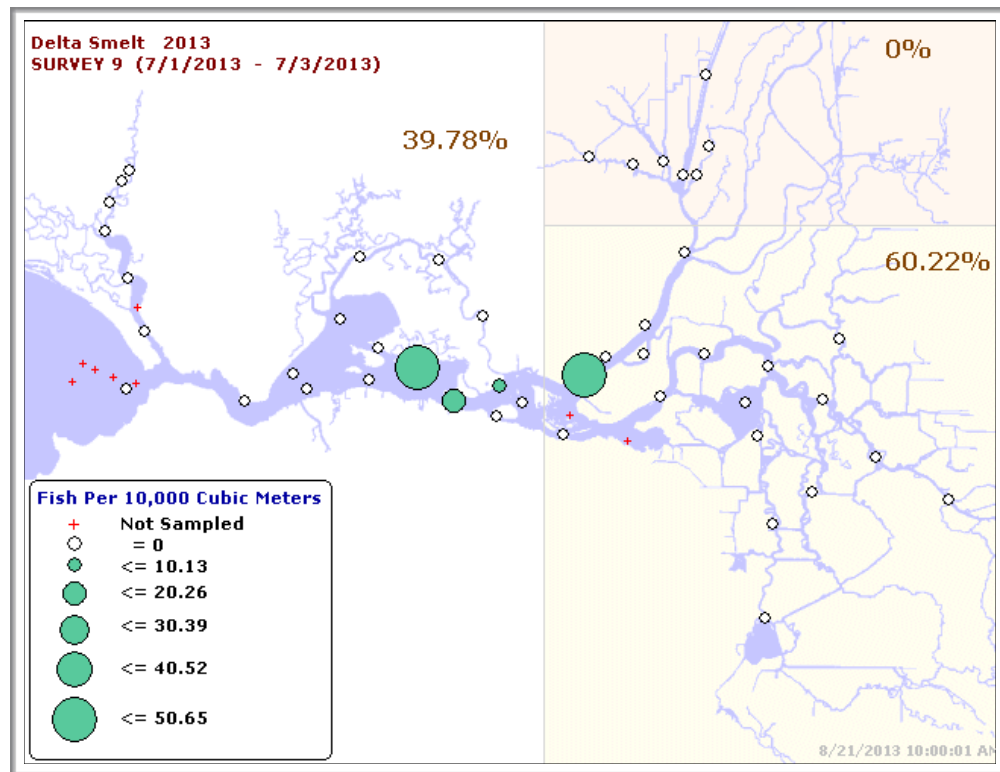 Delta Smelt 2013
SURVEY 9 (7/1/2013 - 7/3/2013)
0%
39.78%
60.22%
Fish Per 10,000 Cubic Meters
Not Sampled
= 0
<= 10.13
<= 20.26
<= 30.39
<= 40.52
<= 50.65
8/21/2013 10:00:01 AM